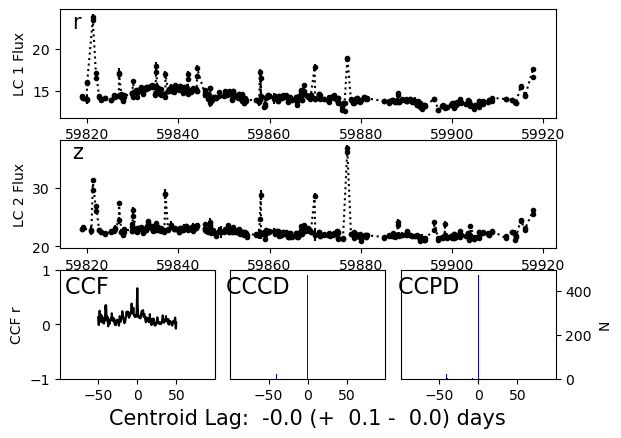 r
LC 1 Flux
25
15
59820 59840 59860 59880 59900 59920
z
LC 2 Flux
30
20
59820 59840 59860 59880 59900 59920
CCF CCCD CCPD
CCF r
1
0
−1
400
200
0
N
−50 0 50 −50 0 50 −50 0 50
Centroid Lag: -0.0 (+ 0.1 - 0.0) days